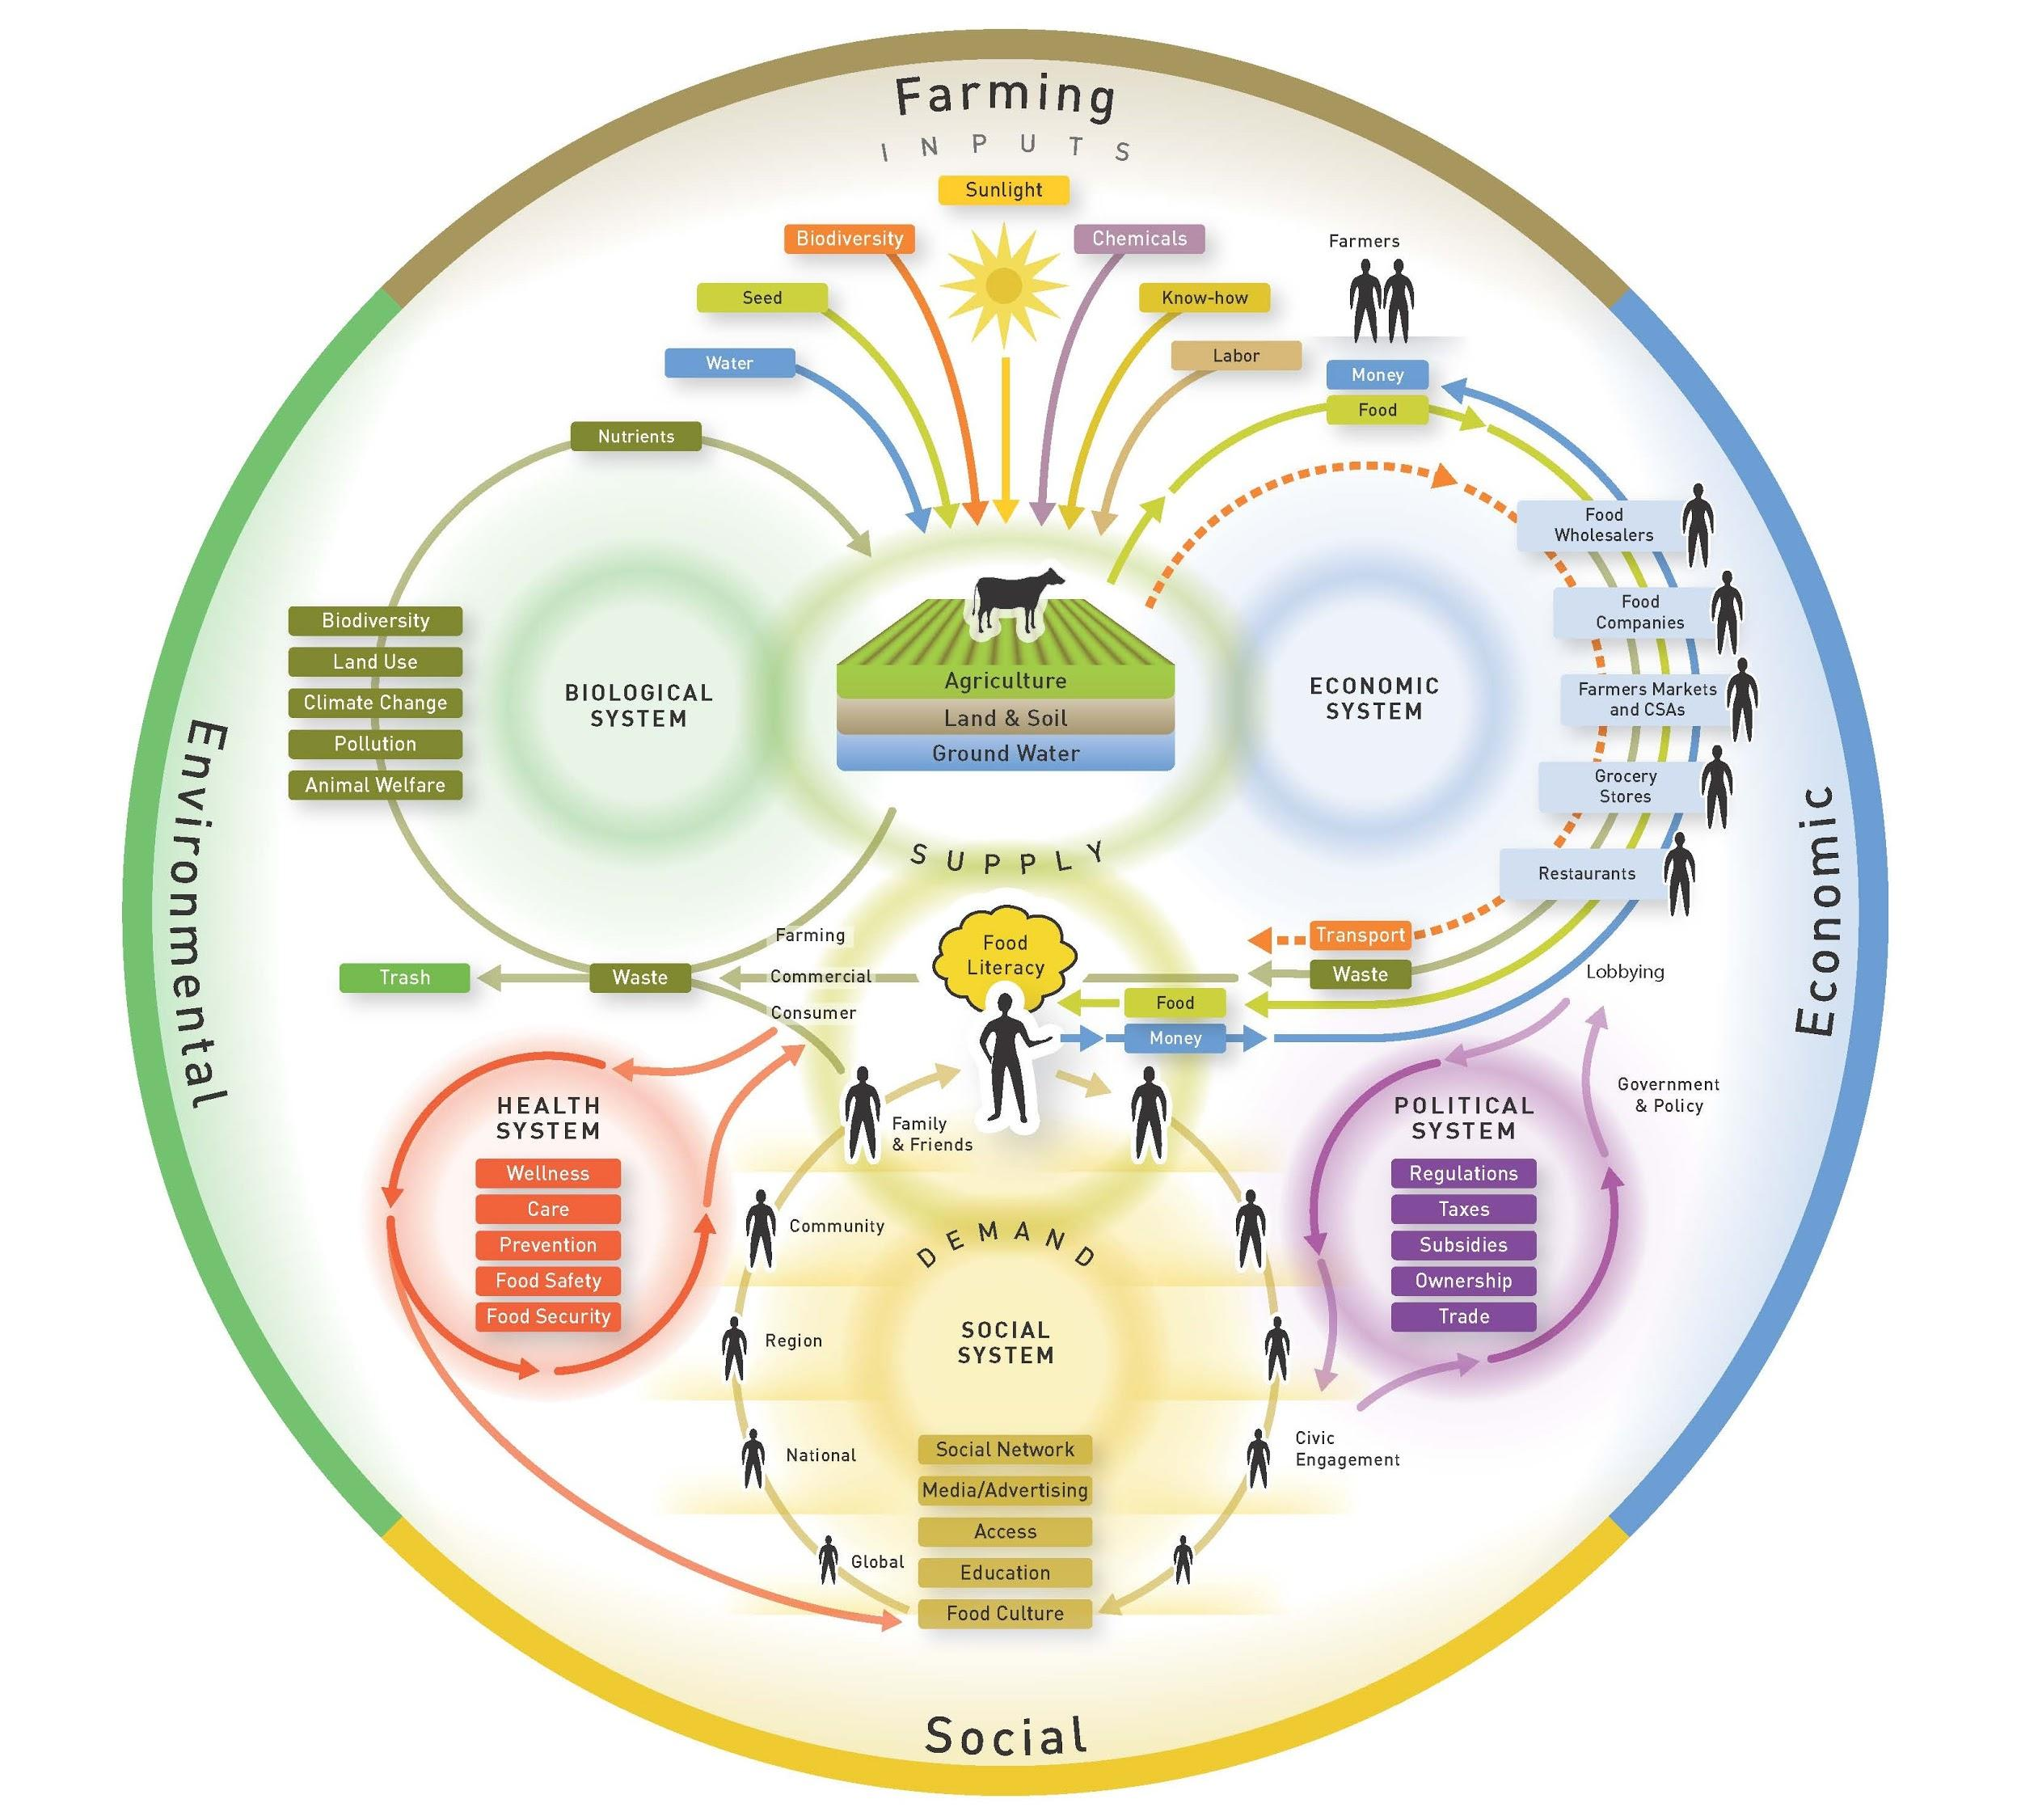 Farming
INPUTS
Sunlight
Biodiversity
Chemicals
Farmers
Seed
Know-how
Water
Labor
Money
Food
Nutrients
Food
Wholesalers
Food
Companies
Farmers Markets
and CSAs
Grocery
Stores
Restaurants
Biodiversity
Land Use
Climate Change
Pollution
Animal Welfare
BIOLOGICAL
SYSTEM
Agriculture
Land & Soil
Ground Water
ECONOMIC
SYSTEM
SUPPLY
Environmental
Economic
Farming
Commercial
Consumer
Trash
Waste
Food
Literacy
Transport
Waste
Food
Money
Lobbying
Government
& Policy
HEALTH
SYSTEM
Wellness
Care
Prevention
Food Safety
Food Security
Family
& Friends
Community
Region
National
Global
DEMAND
SOCIAL
SYSTEM
Social Network
Media/Advertising
Access
Education
Food Culture
POLITICAL
SYSTEM
Regulations
Taxes
Subsidies
Ownership
Trade
Civic
Engagement
Social